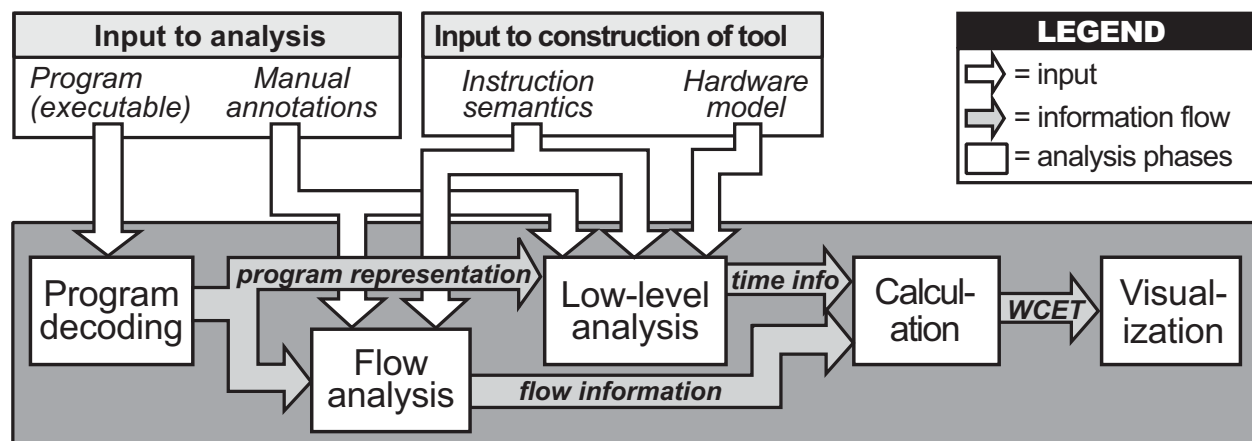 Input to analysis
Program
(executable)
Manual
annotations
Input to construction of tool
Instruction
semantics
Hardware
model
LEGEND
= input
= information flow
= analysis phases
Program
decoding
program representation
Flow
analysis
Low-level
analysis
time info
flow information
Calcul-
ation
WCET
Visual-
ization